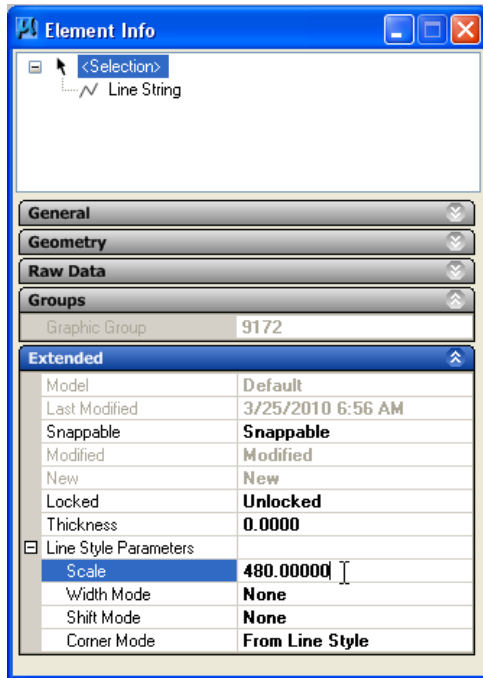 Element Info
<Selection>
Line String
General
Geometry
Raw Data
Groups
Graphic Group 9172
Extended
Model Default
Last Modified 3/25/2010 6:56 AM
Snappable Snappable
Modified Modified
New New
Locked Unlocked
Thickness 0.0000
Line Style Parameters
Scale 480.00000
Width Mode None
Shift Mode None
Corner Mode From Line Style